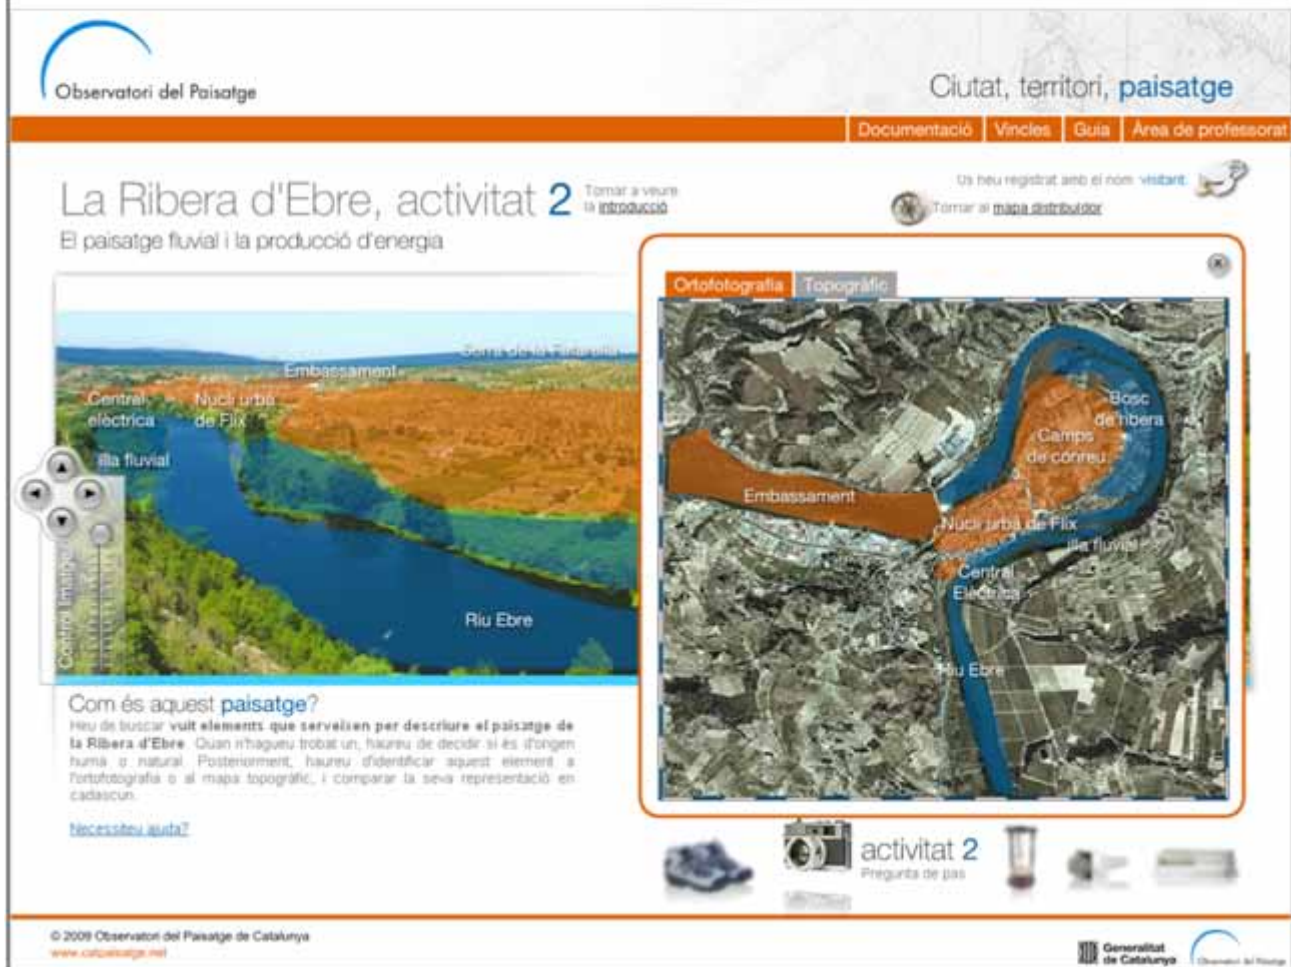 Observatori del Paisatge
Ciutat, territori, paisatge
Documentació Vincles Guia Àrea de professorat
La Ribera d'Ebre, activitat 2
Tornar a veure
la introducció
El paisatge fluvial i la producció d'energia
Us heu registrat amb el nom visitant.
Tornar al mapa distribuïdor
Serra de la Fatarella
Embassament
Central
elèctrica
Nucli urbà
de Flix
illa fluvial
Riu Ebre
Control Imatge
Ortofotografia Topogràfic
Bosc
de ribera
Camps
de conreu
Embassament
Nucli urbà de Flix
illa fluvial
Central
Elèctrica
Riu Ebre
Com és aquest paisatge?
Heu de buscar vuit elements que serveixen per descriure el paisatge de
la Ribera d'Ebre. Quan n'hagueu trobat un, haureu de decidir si és d'origen
humà o natural. Posteriorment, haureu d'identificar aquest element a
l'ortofotografia o al mapa topogràfic, i comparar la seva representació en
cadascun.
Necessiteu ajuda?
activitat 2
Pregunta de pas
© 2009 Observatori del Paisatge de Catalunya
www.catpaisatge.net
Generalitat
de Catalunya
Observatori del Paisatge